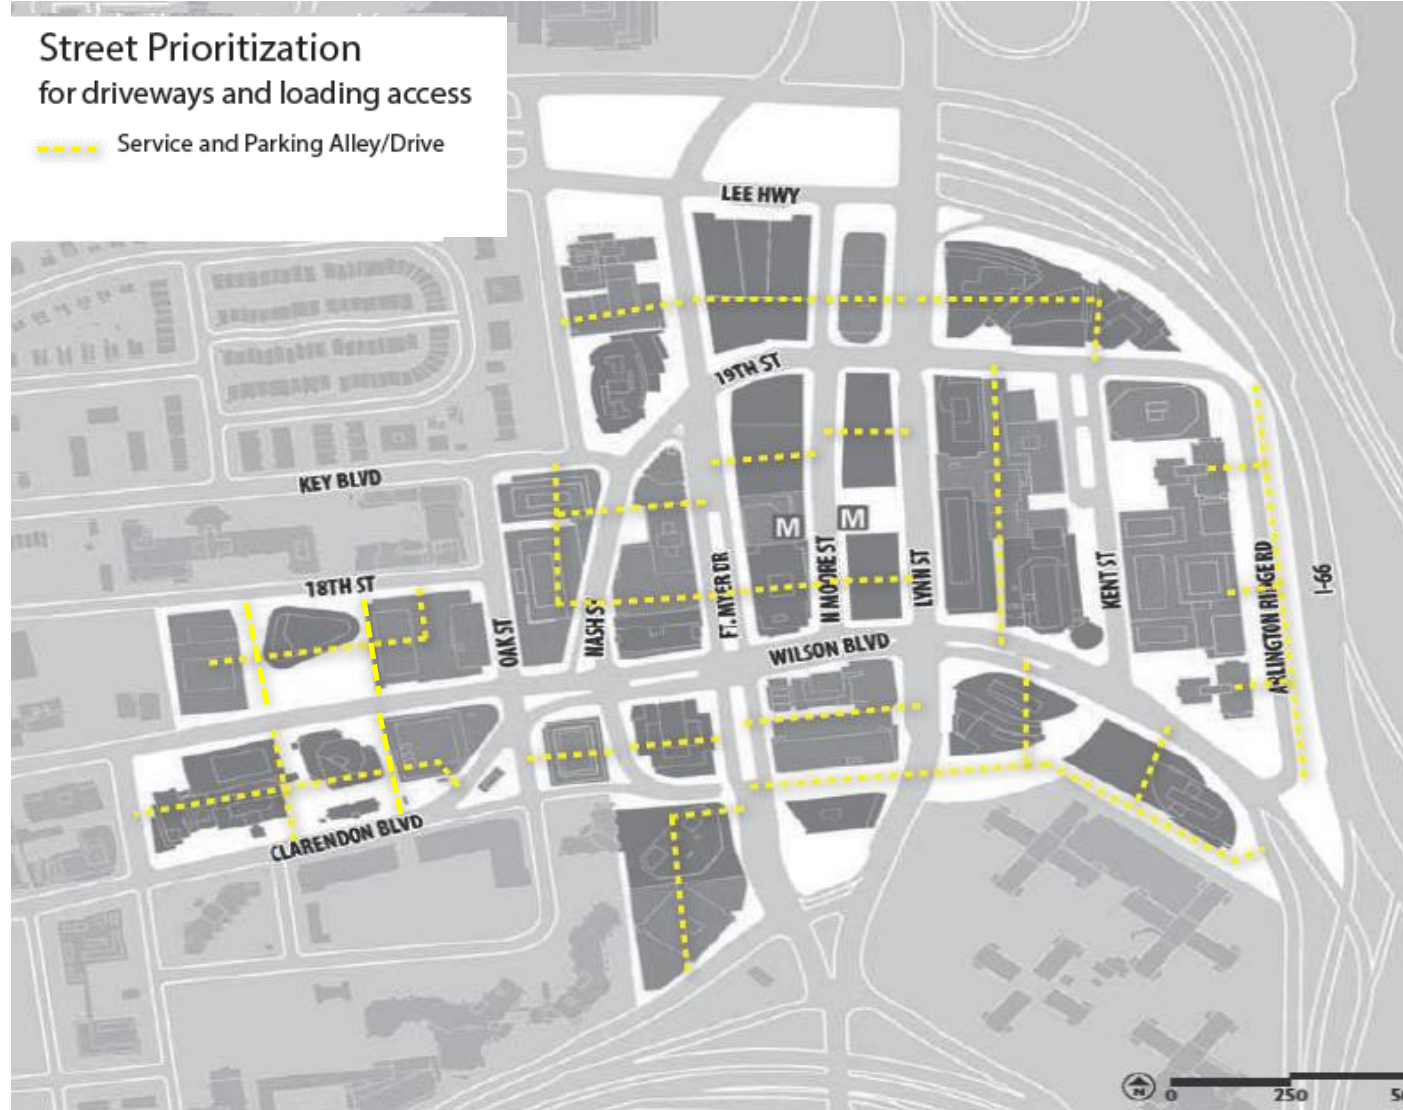 Street Prioritization
for driveways and loading access
Service and Parking Alley/Drive
LEE HWY
19TH ST
KEY BLVD
M
M
18TH ST
OAK ST
NASH ST
FT. MYER DR
N MOORE ST
LYNN ST
KENT ST
ARLINGTON RIDGE RD
I-66
WILSON BLVD
CLARENDON BLVD
N
0 250